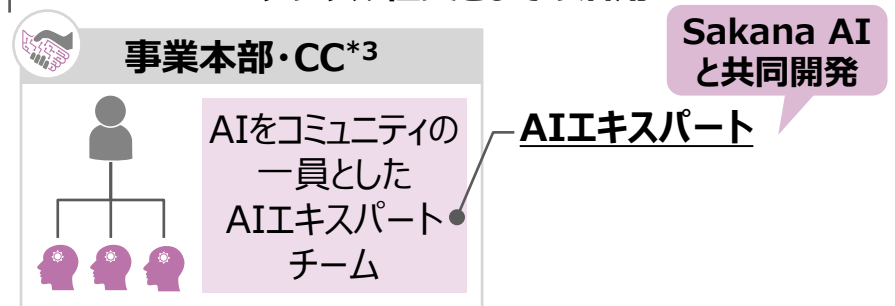 事業本部・CC*3
Sakana AI
と共同開発
AIをコミュニティの
一員とした
AIエキスパート
チーム
AIエキスパート